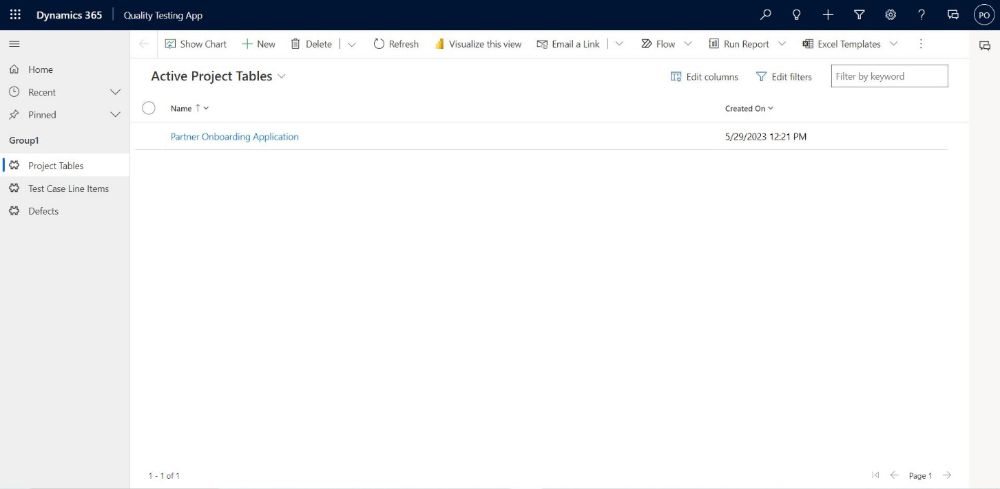 Dynamics 365 Quality Testing App PO
Show Chart New Delete Refresh Visualize this view Email a Link Flow Run Report Excel Templates
Home
Recent
Pinned
Group1
Project Tables
Test Case Line Items
Defects
Active Project Tables Edit columns Edit filters Filter by keyword
Name Created On
Partner Onboarding Application 5/29/2023 12:21 PM
1 - 1 of 1 Page 1